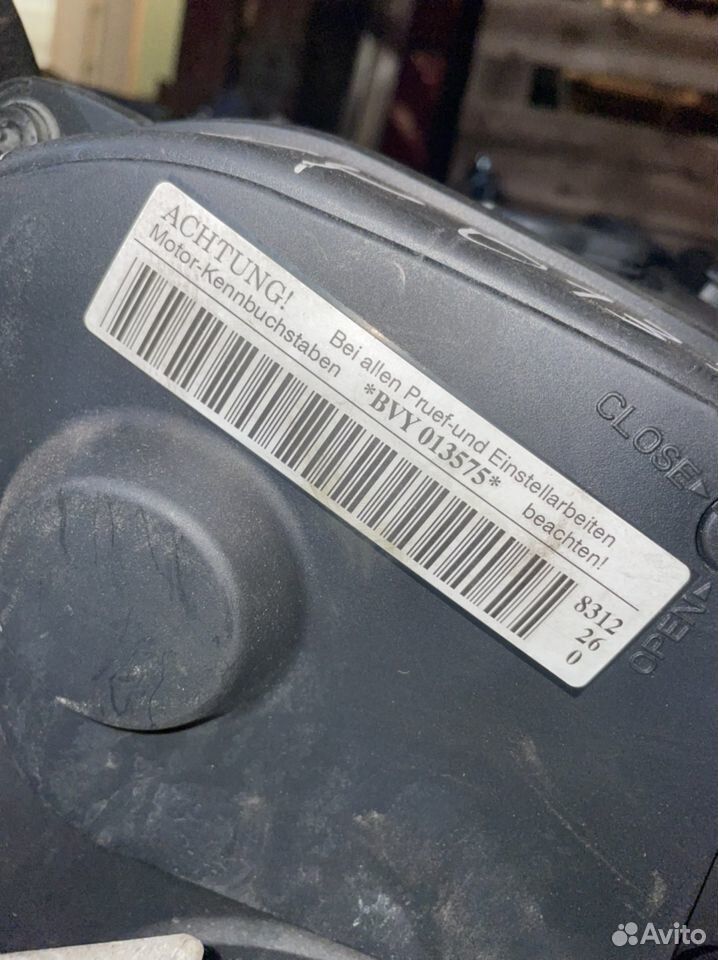 ACHTUNG! Bei allen Pruef-und Einstellarbeiten
Motor-Kennbuchstaben *BVY 013575* beachten!
8312
26
0
CLOSE
OPEN
Avito